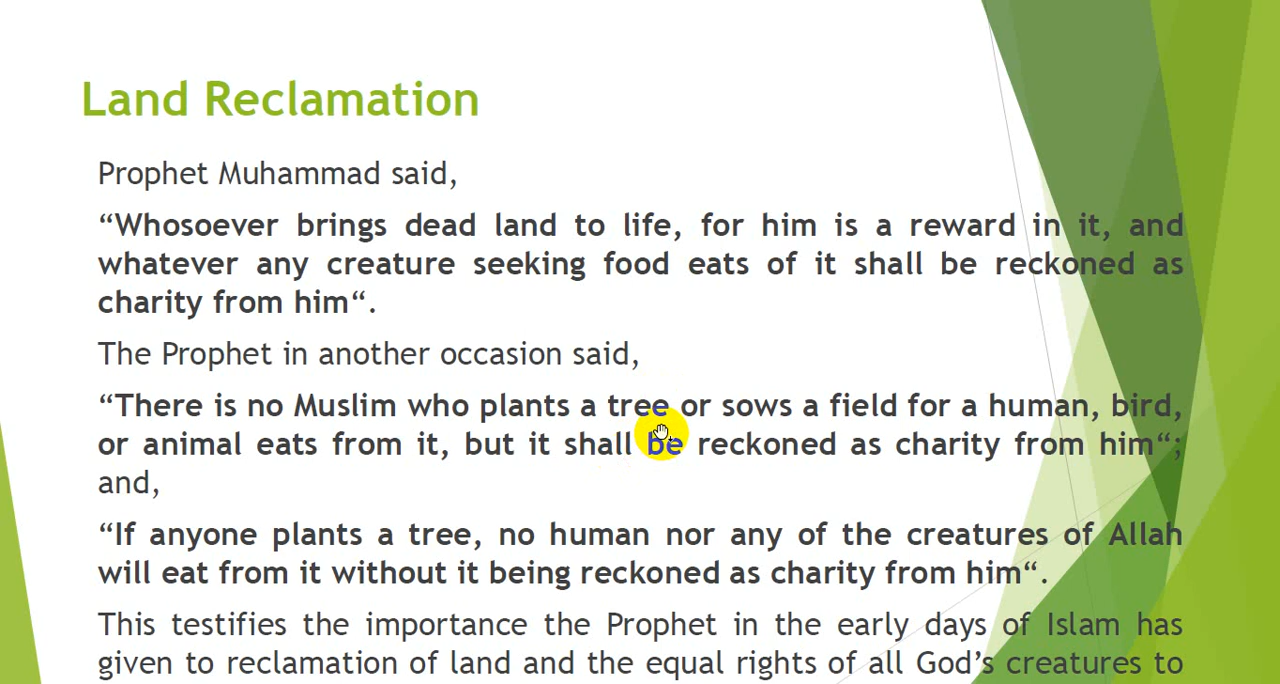 Land Reclamation
Prophet Muhammad said,
“Whosoever brings dead land to life, for him is a reward in it, and
whatever any creature seeking food eats of it shall be reckoned as
charity from him“.
The Prophet in another occasion said,
“There is no Muslim who plants a tree or sows a field for a human, bird,
or animal eats from it, but it shall be reckoned as charity from him“;
and,
“If anyone plants a tree, no human nor any of the creatures of Allah
will eat from it without it being reckoned as charity from him“.
This testifies the importance the Prophet in the early days of Islam has
given to reclamation of land and the equal rights of all God’s creatures to